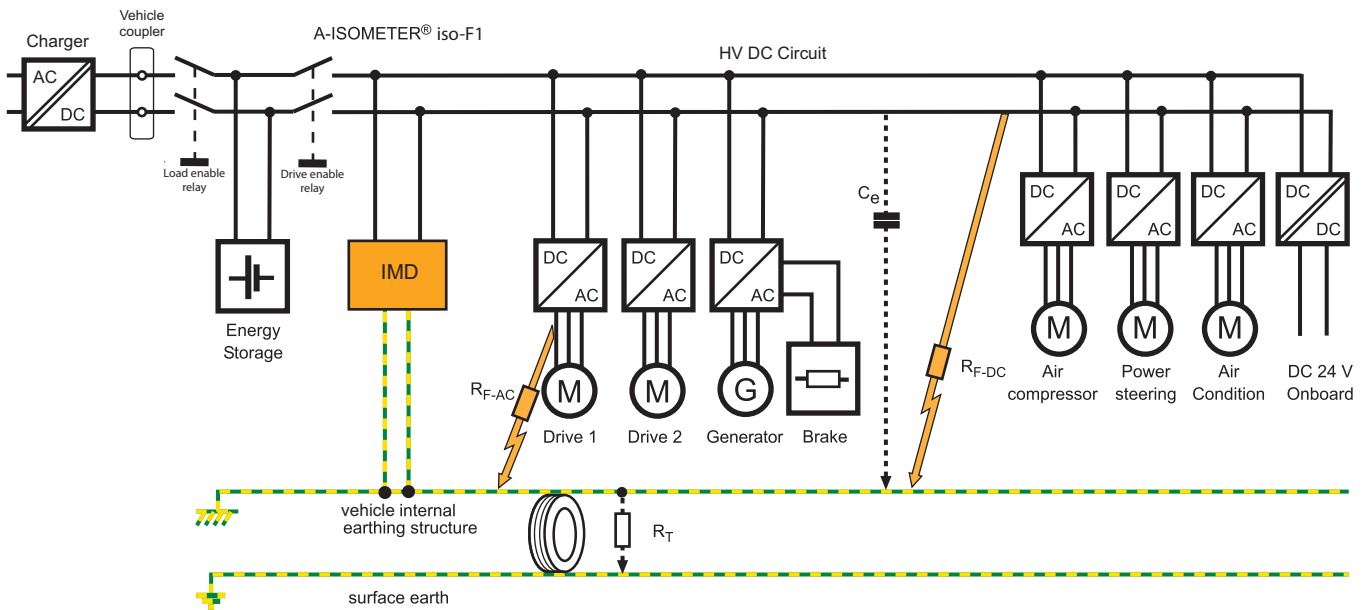 Vehicle
coupler
Charger
A-ISOMETER® iso-F1
HV DC Circuit
AC
DC
Load enable
relay
Drive enable
relay
Energy
Storage
IMD
DC
AC
DC
AC
DC
AC
Ce
DC
AC
DC
AC
DC
AC
DC
DC
RF-AC
RF-DC
M
M
G
M
M
M
Drive 1
Drive 2
Generator
Brake
Air
compressor
Power
steering
Air
Condition
DC 24 V
Onboard
vehicle internal
earthing structure
RT
surface earth